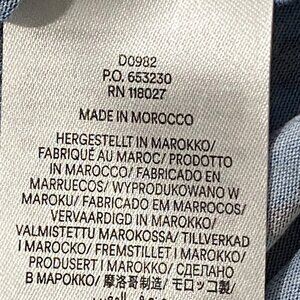 D0982
P.O. 653230
RN 118027
MADE IN MOROCCO
HERGESTELLT IN MAROKKO/
FABRIQUÉ AU MAROC/ PRODOTTO
IN MAROCCO/ FABRICADO EN
MARRUECOS/ WYPRODUKOWANO W
MAROKU/ FABRICADO EM MARROCOS/
VERVAARDIGD IN MAROKKO/
VALMISTETTU MAROKOSSA/ TILLVERKAD
I MAROCKO/ FREMSTILLET I MAROKKO/
PRODUSERT I MAROKKO/ СДЕЛАНО
В МАРОККО/ 摩洛哥制造/ モロッコ製/